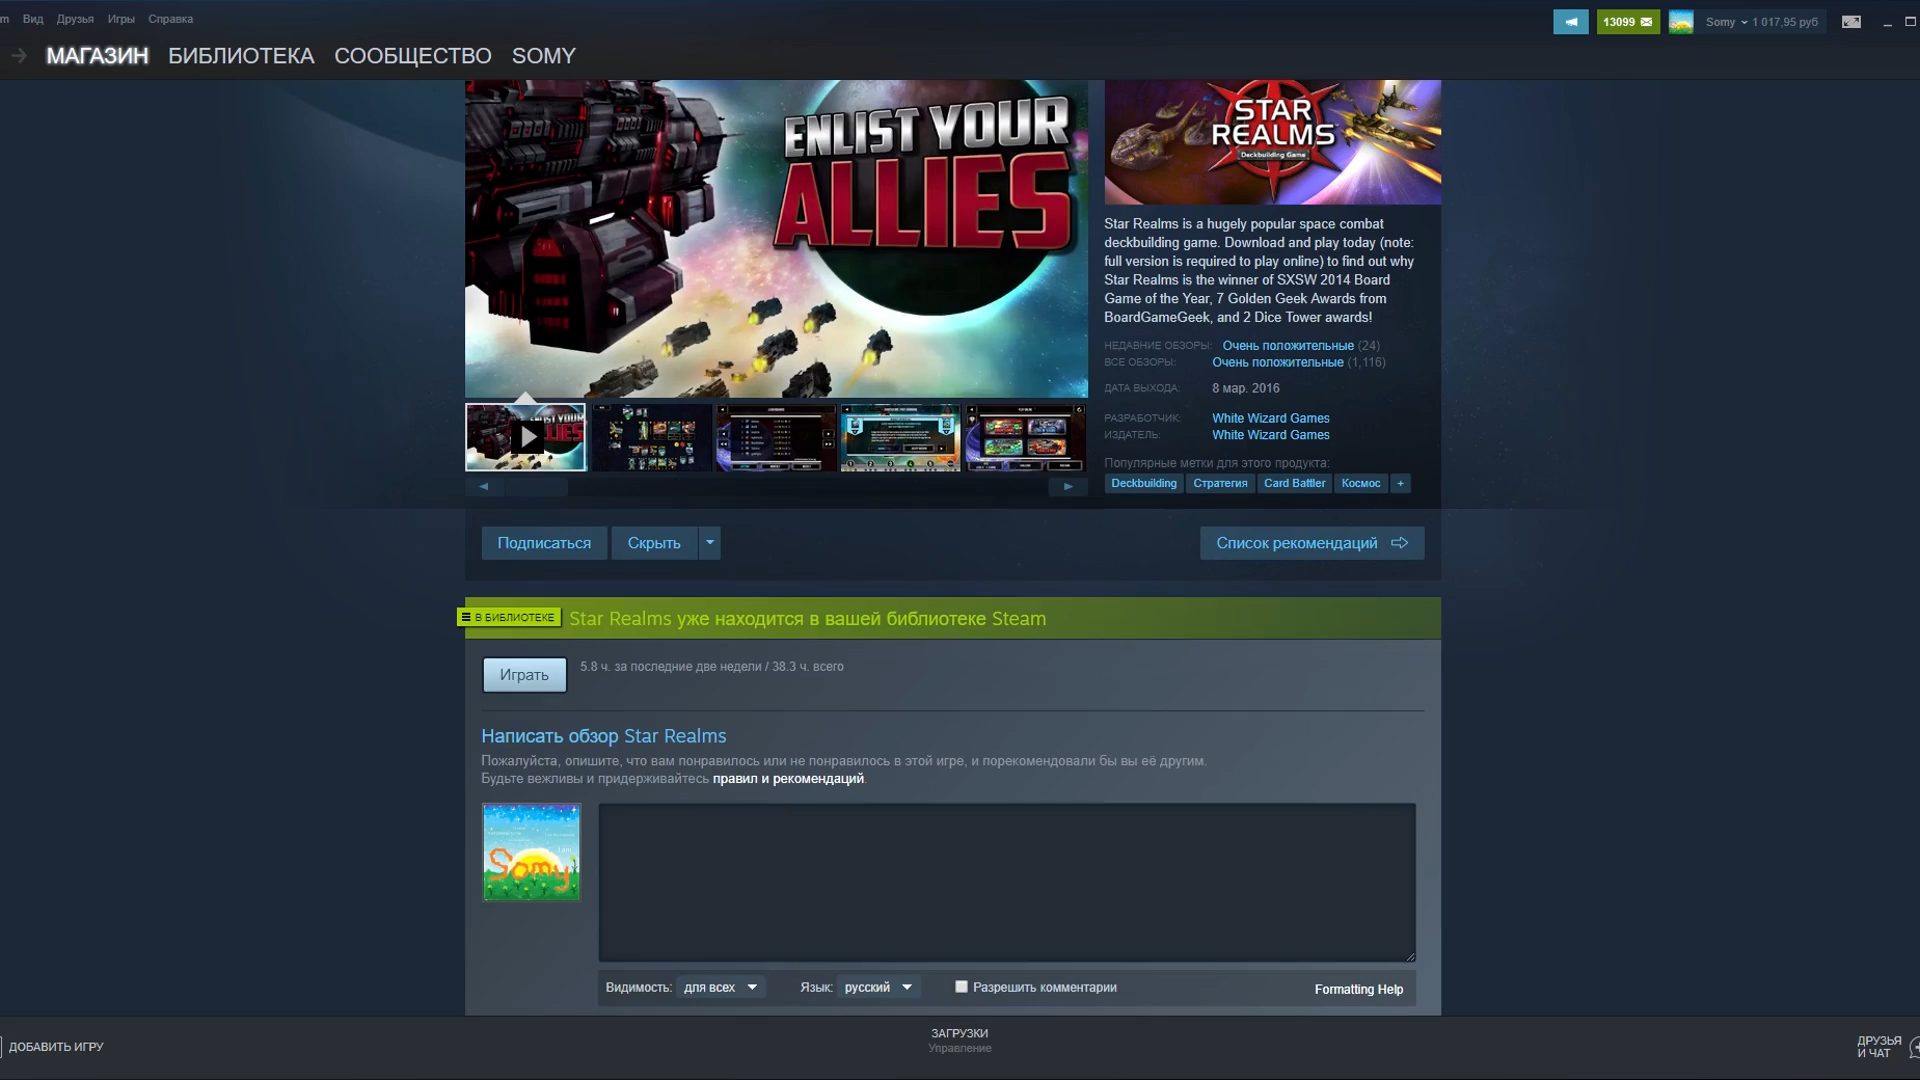 Вид Друзья Игры Справка
13099
Somy 1 017,95 руб
МАГАЗИН БИБЛИОТЕКА СООБЩЕСТВО SOMY
ENLIST YOUR
ALLIES
STAR
REALMS
Deckbuilding Game
Star Realms is a hugely popular space combat
deckbuilding game. Download and play today (note:
full version is required to play online) to find out why
Star Realms is the winner of SXSW 2014 Board
Game of the Year, 7 Golden Geek Awards from
BoardGameGeek, and 2 Dice Tower awards!
НЕДАВНИЕ ОБЗОРЫ: Очень положительные (24)
ВСЕ ОБЗОРЫ: Очень положительные (1,116)
ДАТА ВЫХОДА: 8 мар. 2016
РАЗРАБОТЧИК: White Wizard Games
ИЗДАТЕЛЬ: White Wizard Games
Популярные метки для этого продукта:
Deckbuilding Стратегия Card Battler Космос +
Подписаться Скрыть
Список рекомендаций
В БИБЛИОТЕКЕ Star Realms уже находится в вашей библиотеке Steam
Играть 5.8 ч. за последние две недели / 38.3 ч. всего
Написать обзор Star Realms
Пожалуйста, опишите, что вам понравилось или не понравилось в этой игре, и порекомендовали бы вы её другим.
Будьте вежливы и придерживайтесь правил и рекомендаций.
Somy
Видимость: для всех Язык: русский Разрешить комментарии Formatting Help
ДОБАВИТЬ ИГРУ
ЗАГРУЗКИ
Управление
ДРУЗЬЯ
И ЧАТ